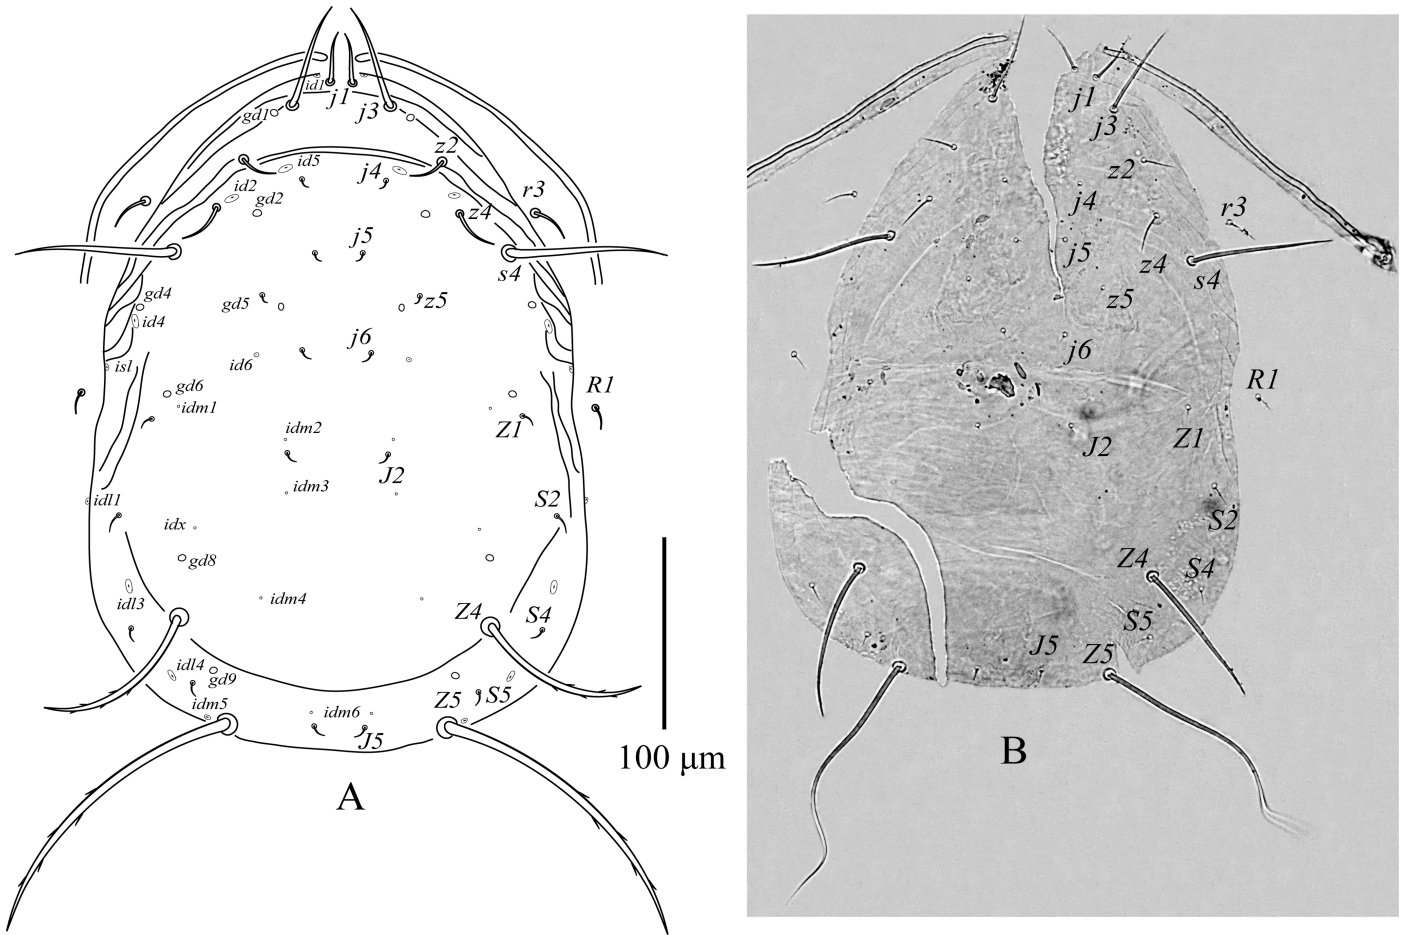 id1
j1
gd1
j3
id5
z2
j4
id2
gd2
r3
z4
j5
s4
gd4
gd5
z5
id4
j6
isl
id6
gd6
R1
idm1
Z1
idm2
J2
idm3
idl1
S2
idx
gd8
idl3
idm4
Z4
S4
idl4
gd9
idm5
idm6
Z5
S5
J5
100 μm
A
j1
j3
z2
j4
r3
j5
z4
s4
z5
j6
R1
J2
Z1
S2
Z4
S4
S5
J5
Z5
B